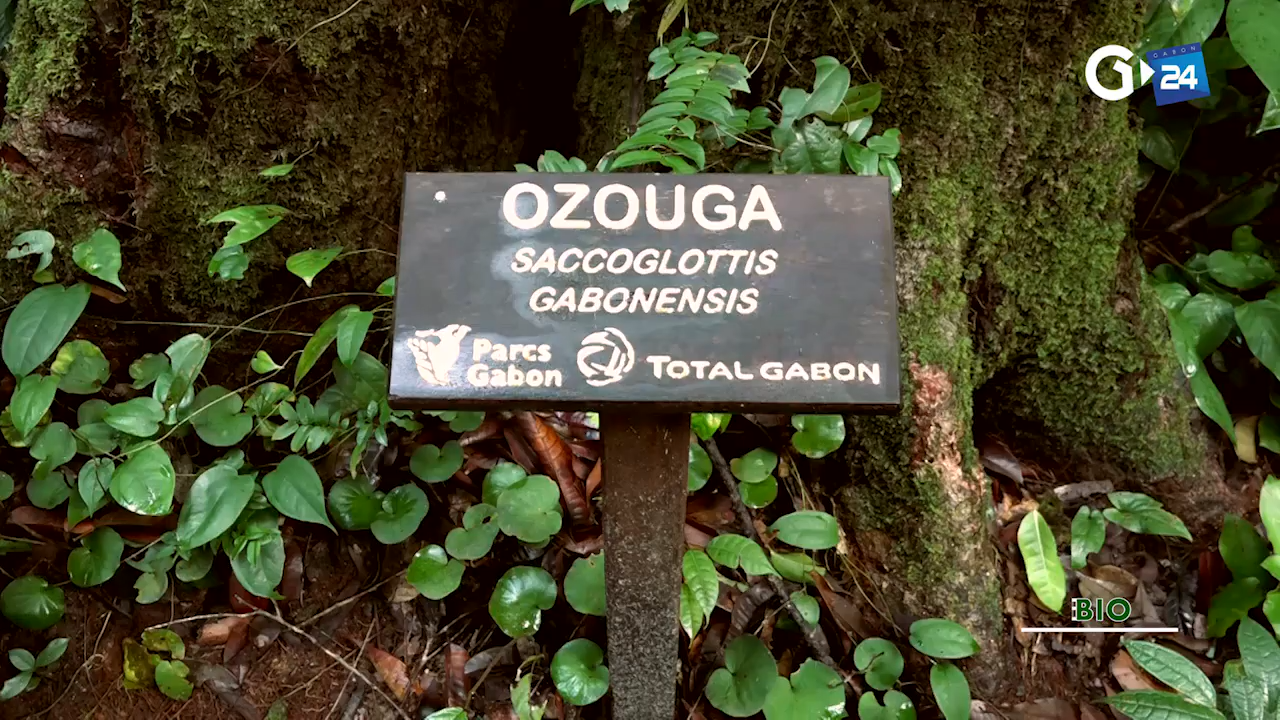 GABON
G 24
OZOUGA
SACCOGLOTTIS
GABONENSIS
Parcs
Gabon
TOTAL GABON
BIO